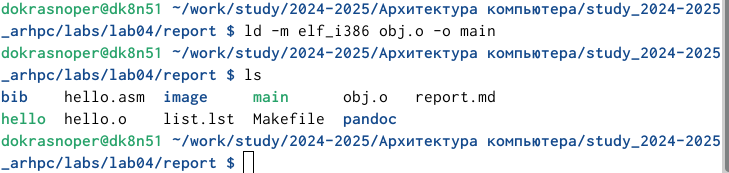 dokrasnoper@dk8n51 ~/work/study/2024-2025/Архитектура компьютера/study_2024-2025
_arhpc/labs/lab04/report $ ld -m elf_i386 obj.o -o main
dokrasnoper@dk8n51 ~/work/study/2024-2025/Архитектура компьютера/study_2024-2025
_arhpc/labs/lab04/report $ ls
bib hello.asm image main obj.o report.md
hello hello.o list.lst Makefile pandoc
dokrasnoper@dk8n51 ~/work/study/2024-2025/Архитектура компьютера/study_2024-2025
_arhpc/labs/lab04/report $